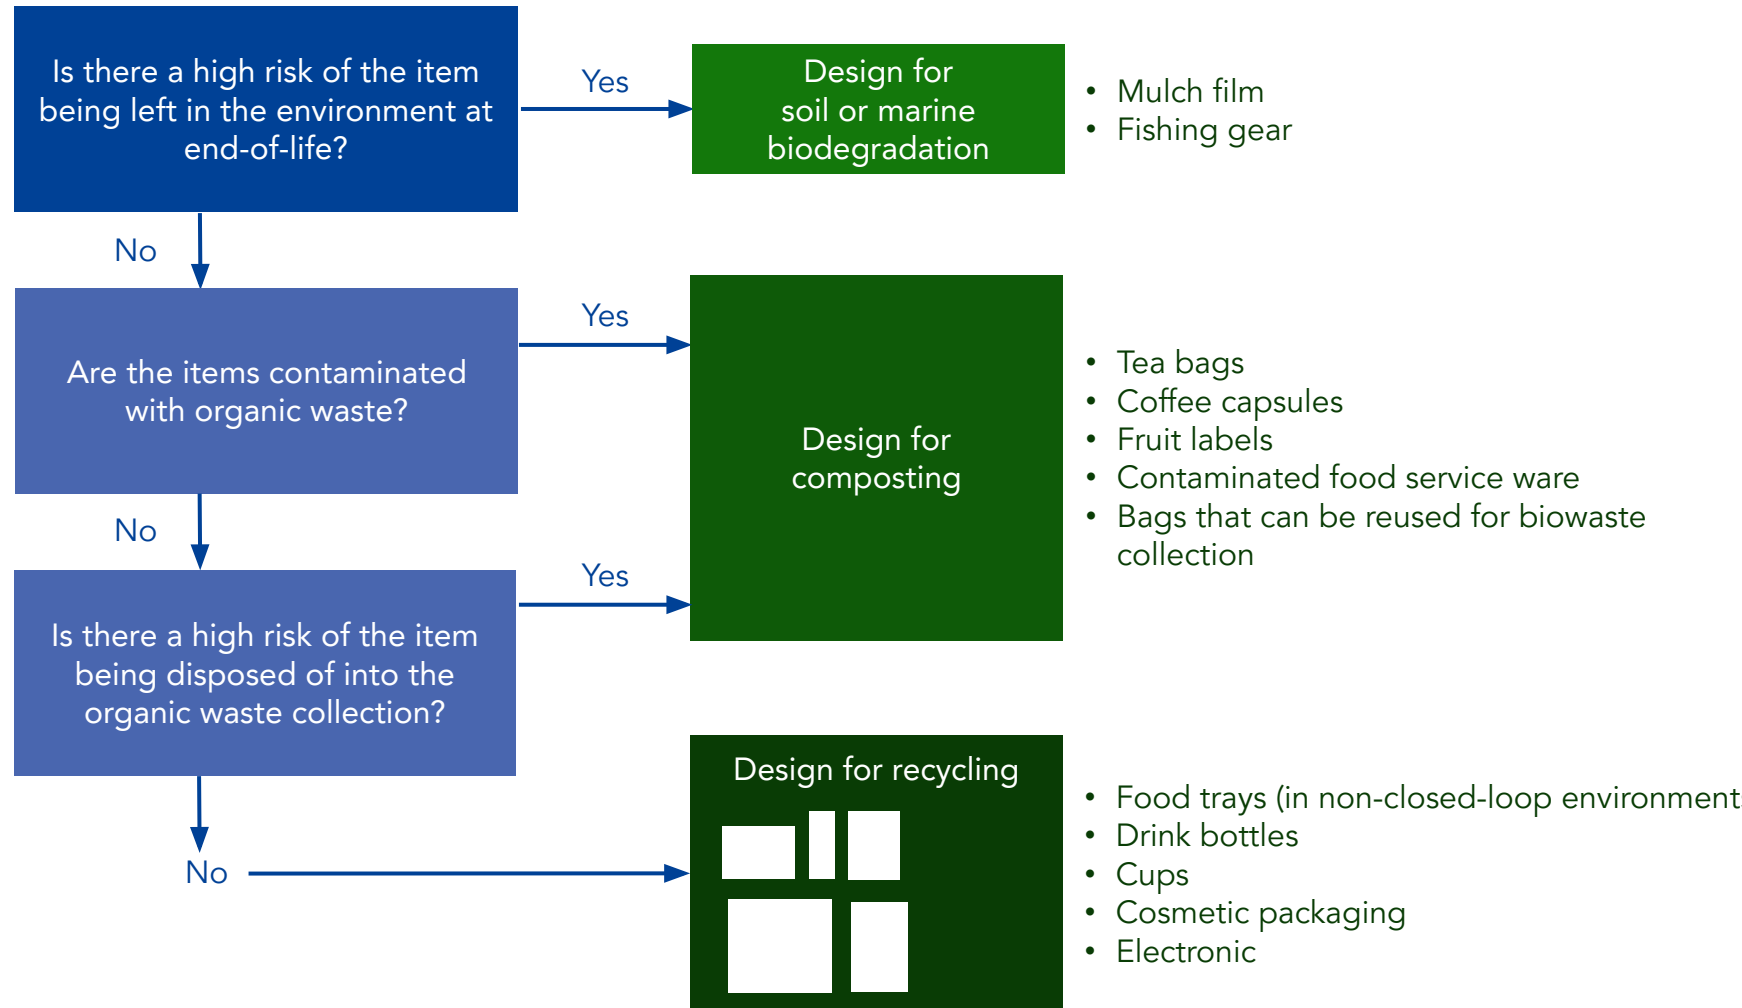 Is there a high risk of the item
being left in the environment at
end-of-life?
Yes
Design for
soil or marine
biodegradation
• Mulch film
• Fishing gear
No
Are the items contaminated
with organic waste?
Yes
Design for
composting
• Tea bags
• Coffee capsules
• Fruit labels
• Contaminated food service ware
• Bags that can be reused for biowaste
collection
No
Is there a high risk of the item
being disposed of into the
organic waste collection?
Yes
No
Design for recycling
• Food trays (in non-closed-loop environment
• Drink bottles
• Cups
• Cosmetic packaging
• Electronic